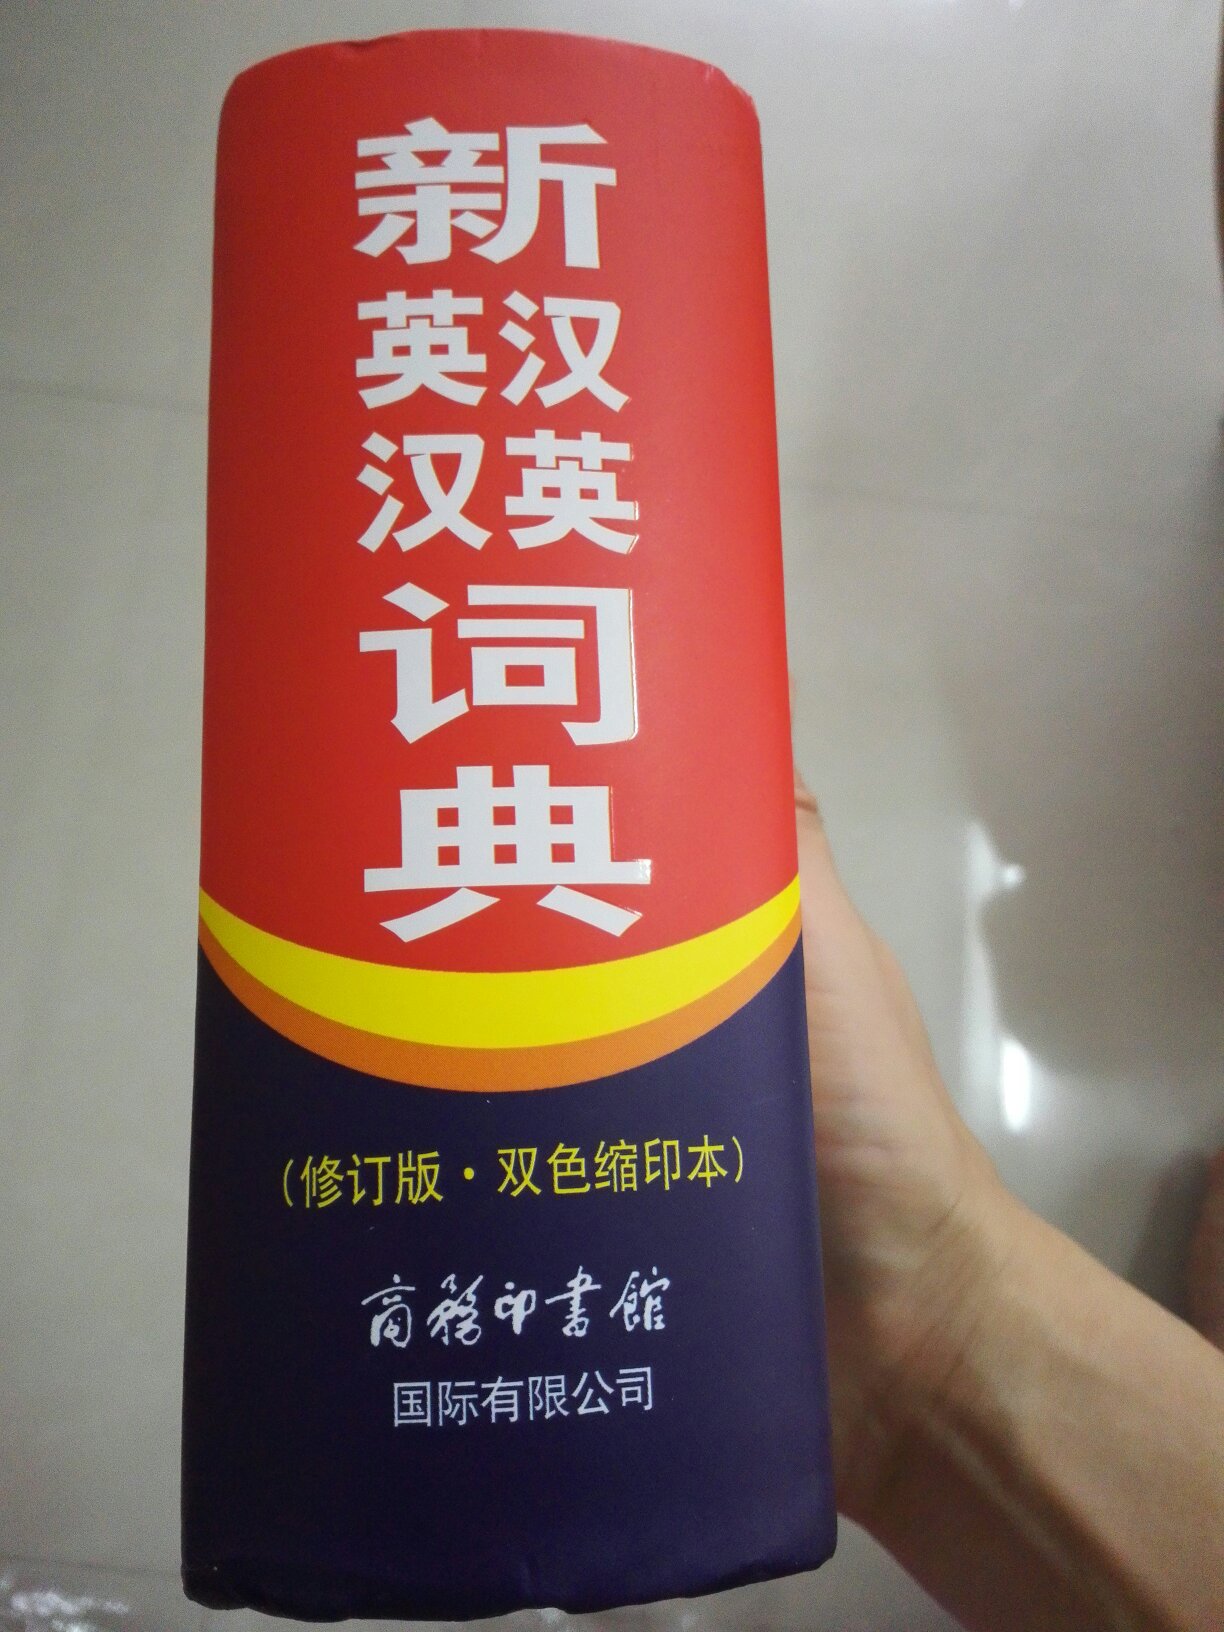 新
英汉
汉英
词
典
（修订版·双色缩印本）
商務印書館
国际有限公司